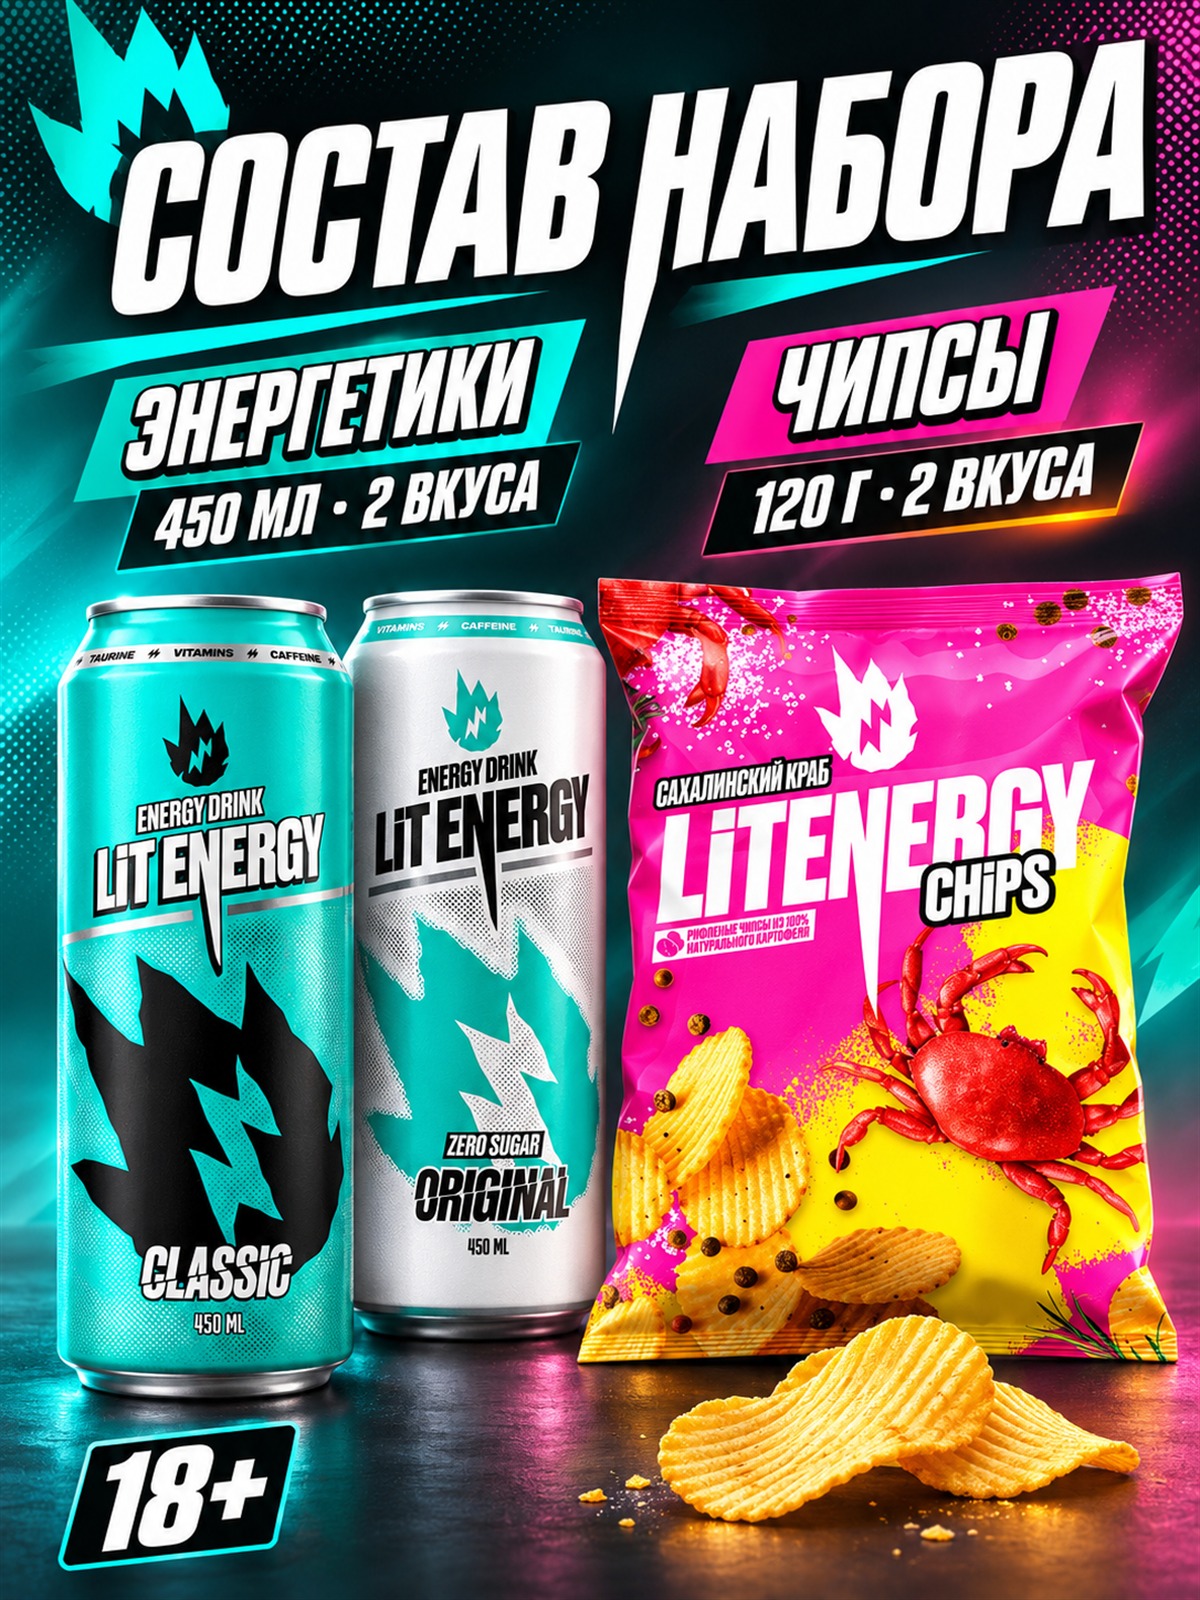 СОСТАВ НАБОРА
ЭНЕРГЕТИКИ
450 МЛ · 2 ВКУСА
ЧИПСЫ
120 Г · 2 ВКУСА
TAURINE VITAMINS CAFFEINE
ENERGY DRINK
LiT ENERGY
CLASSIC
450 ML
VITAMINS CAFFEINE TAURINE
ENERGY DRINK
LiT ENERGY
ZERO SUGAR
ORIGINAL
450 ML
САХАЛИНСКИЙ КРАБ
LiTENERGY
CHiPS
РИФЛЕНЫЕ ЧИПСЫ ИЗ 100%
НАТУРАЛЬНОГО КАРТОФЕЛЯ
18+